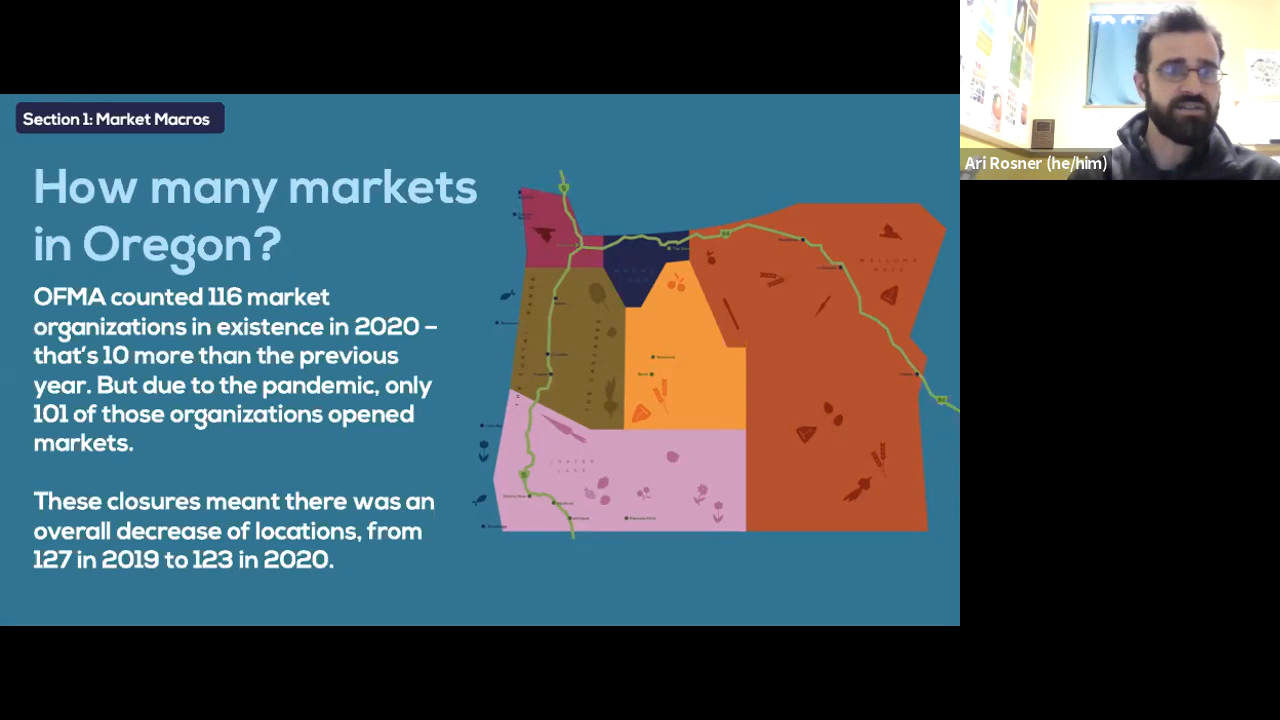 Section 1: Market Macros
How many markets
in Oregon?
OFMA counted 116 market
organizations in existence in 2020 –
that's 10 more than the previous
year. But due to the pandemic, only
101 of those organizations opened
markets.
These closures meant there was an
overall decrease of locations, from
127 in 2019 to 123 in 2020.
Ari Rosner (he/him)